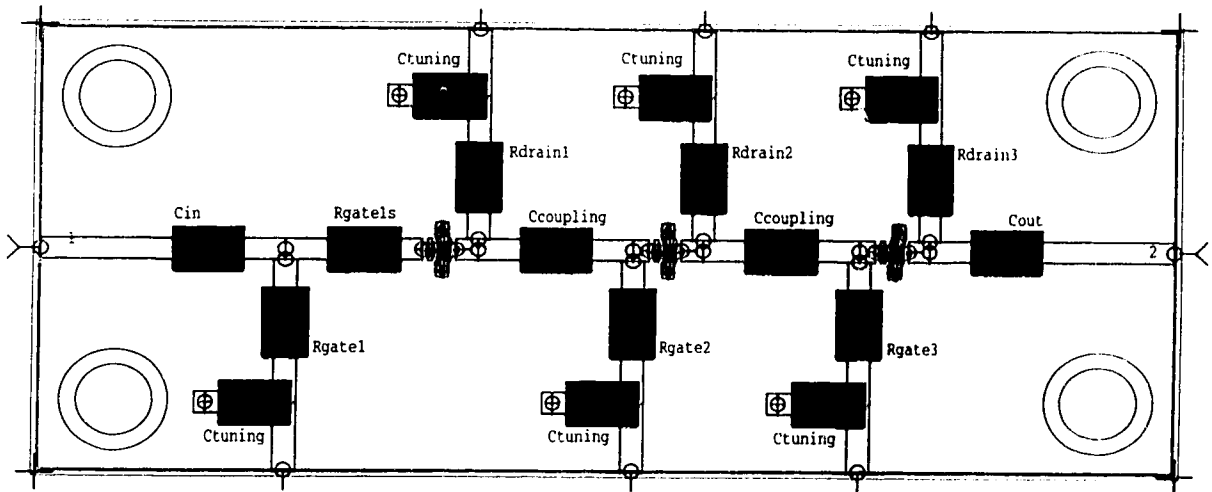 Ctuning
Ctuning
Ctuning
Rdrain1
Rdrain2
Rdrain3
Cin
Rgate1s
Ccoupling
Ccoupling
Cout
1
2
Rgate1
Rgate2
Rgate3
Ctuning
Ctuning
Ctuning